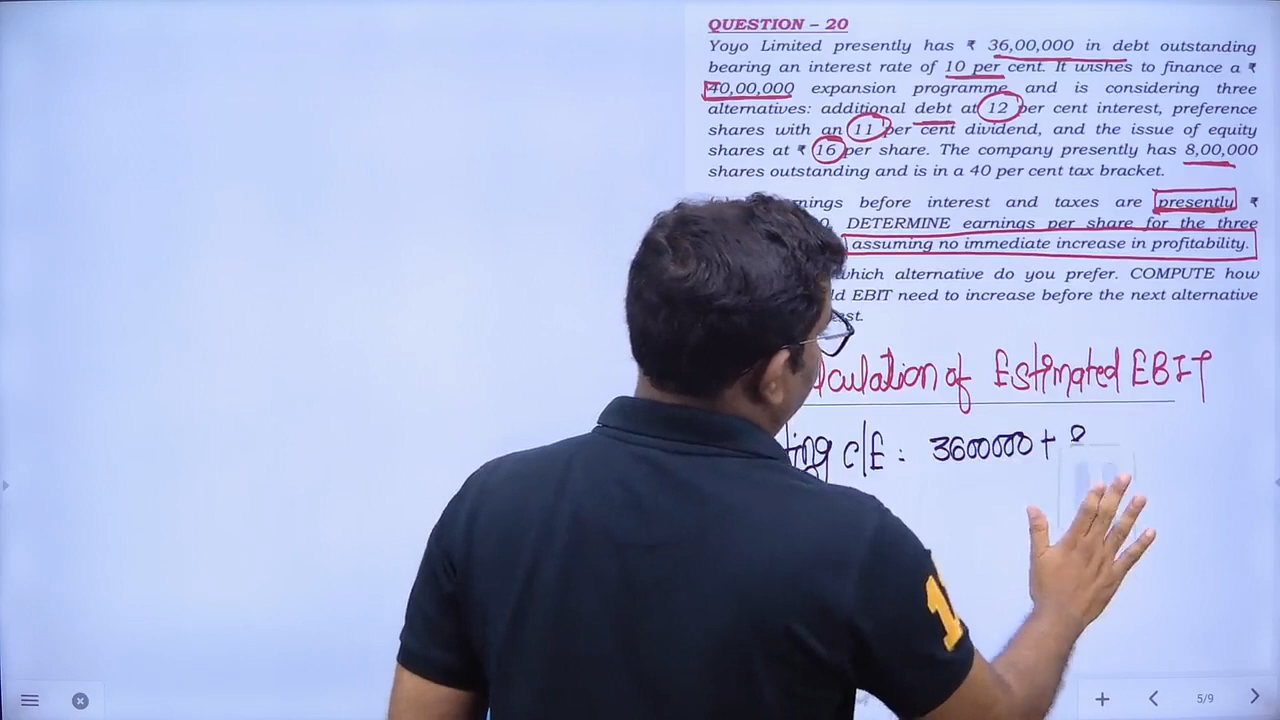 QUESTION – 20
Yoyo Limited presently has ₹ 36,00,000 in debt outstanding
bearing an interest rate of 10 per cent. It wishes to finance a ₹
40,00,000 expansion programme and is considering three
alternatives: additional debt at 12 per cent interest, preference
shares with an 11 per cent dividend, and the issue of equity
shares at ₹ 16 per share. The company presently has 8,00,000
shares outstanding and is in a 40 per cent tax bracket.
before interest and taxes are presently ₹
DETERMINE earnings per share for the three
assuming no immediate increase in profitability.
which alternative do you prefer. COMPUTE how
EBIT need to increase before the next alternative
of Estimated EBIT
C/E : 3600000 +
5/9
1